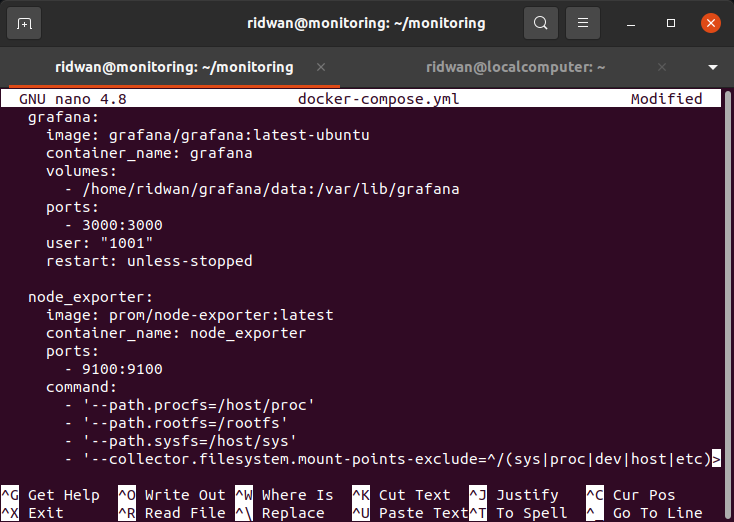 ridwan@monitoring: ~/monitoring
ridwan@monitoring: ~/monitoring × ridwan@localcomputer: ~ ×
GNU nano 4.8 docker-compose.yml Modified
grafana:
image: grafana/grafana:latest-ubuntu
container_name: grafana
volumes:
- /home/ridwan/grafana/data:/var/lib/grafana
ports:
- 3000:3000
user: "1001"
restart: unless-stopped
node_exporter:
image: prom/node-exporter:latest
container_name: node_exporter
ports:
- 9100:9100
command:
- '--path.procfs=/host/proc'
- '--path.rootfs=/rootfs'
- '--path.sysfs=/host/sys'
- '--collector.filesystem.mount-points-exclude=^/(sys|proc|dev|host|etc)>
^G Get Help ^O Write Out ^W Where Is ^K Cut Text ^J Justify ^C Cur Pos
^X Exit ^R Read File ^\ Replace ^U Paste Text ^T To Spell ^_ Go To Line